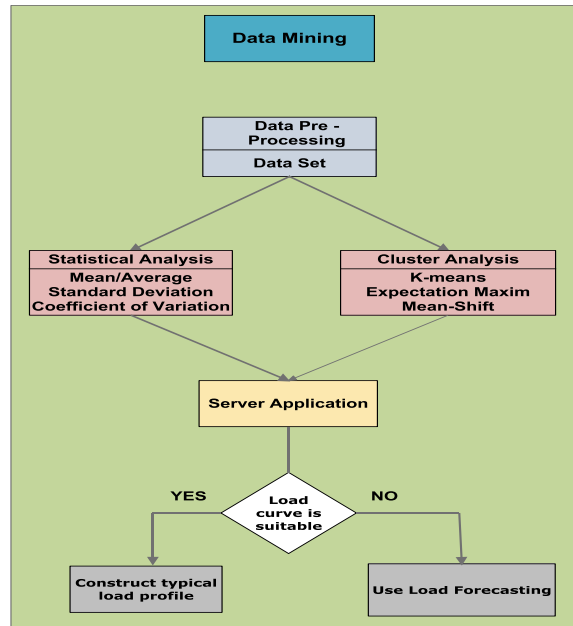 Data Mining
Data Pre -
Processing
Data Set
Statistical Analysis
Mean/Average
Standard Deviation
Coefficient of Variation
Cluster Analysis
K-means
Expectation Maxim
Mean-Shift
Server Application
YES
NO
Load
curve is
suitable
Construct typical
load profile
Use Load Forecasting